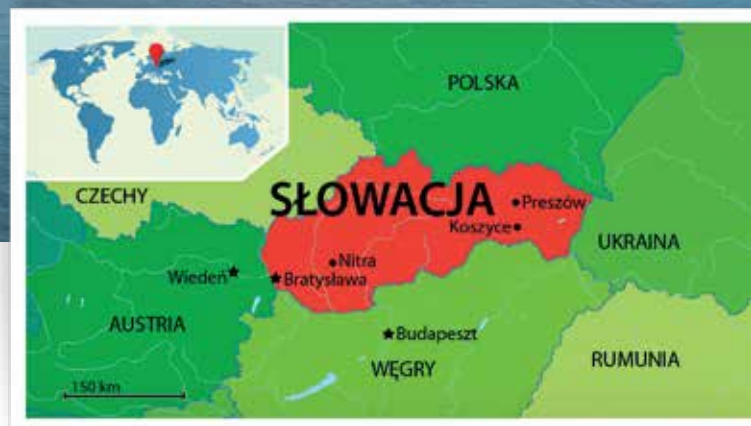 POLSKA
CZECHY
SŁOWACJA
Preszów
Koszyce
UKRAINA
Nitra
Wiedeń
Bratysława
AUSTRIA
Budapeszt
WĘGRY
RUMUNIA
150 km